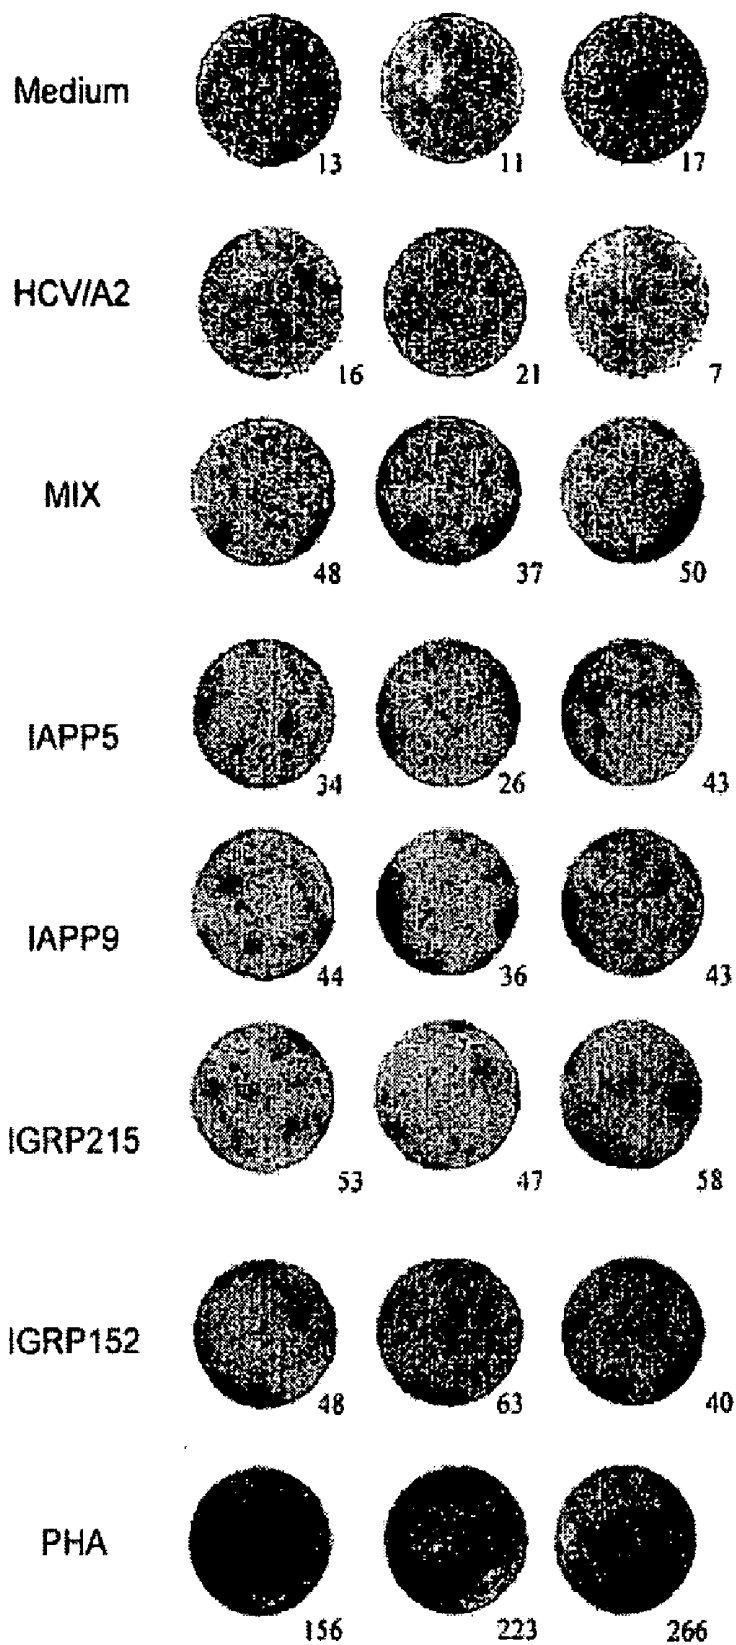 Medium
13 11 17
HCV/A2
16 21 7
MIX
48 37 50
IAPP5
34 26 43
IAPP9
44 36 43
IGRP215
53 47 58
IGRP152
48 63 40
PHA
156 223 266